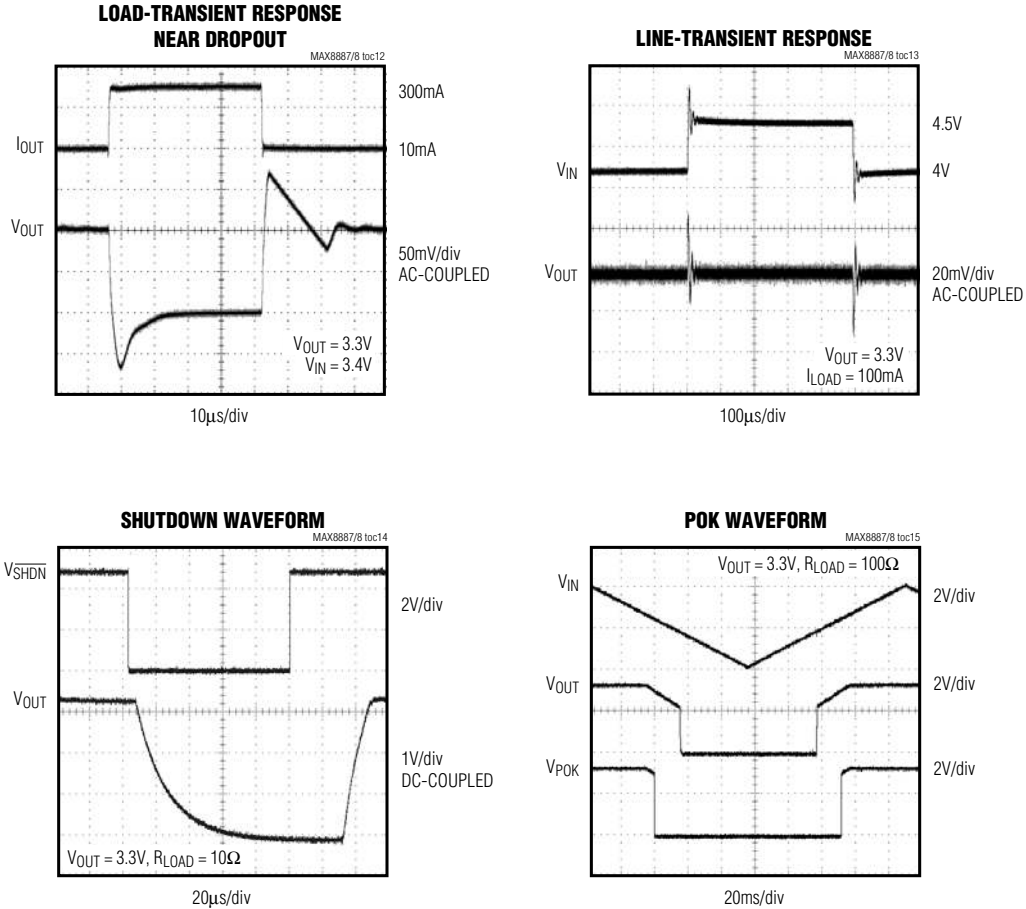 LOAD-TRANSIENT RESPONSE
NEAR DROPOUT
MAX8887/8 toc12
300mA
IOUT
10mA
VOUT
50mV/div
AC-COUPLED
VOUT = 3.3V
VIN = 3.4V
10µs/div
LINE-TRANSIENT RESPONSE
MAX8887/8 toc13
4.5V
VIN
4V
VOUT
20mV/div
AC-COUPLED
VOUT = 3.3V
ILOAD = 100mA
100µs/div
SHUTDOWN WAVEFORM
MAX8887/8 toc14
VSHDN
2V/div
VOUT
1V/div
DC-COUPLED
VOUT = 3.3V, RLOAD = 10Ω
20µs/div
POK WAVEFORM
MAX8887/8 toc15
VOUT = 3.3V, RLOAD = 100Ω
VIN
2V/div
VOUT
2V/div
VPOK
2V/div
20ms/div